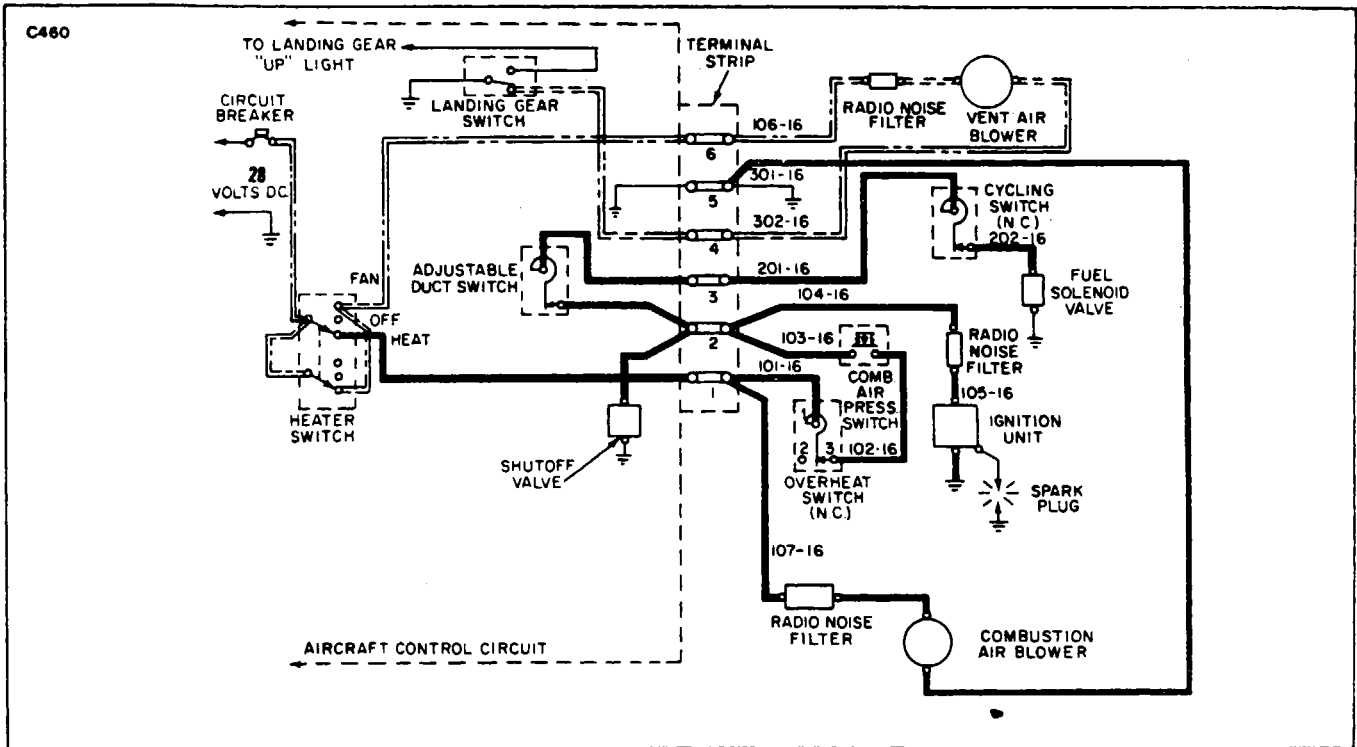 C460
TO LANDING GEAR
"UP" LIGHT
TERMINAL
STRIP
CIRCUIT
BREAKER
LANDING GEAR
SWITCH
106-16
RADIO NOISE
FILTER
VENT AIR
BLOWER
6
28
VOLTS DC
301-16
5
CYCLING
SWITCH
(N.C.)
202-16
302-16
4
ADJUSTABLE
DUCT SWITCH
201-16
3
FUEL
SOLENOID
VALVE
FAN
OFF
HEAT
104-16
2
103-16
RADIO
NOISE
FILTER
101-16
1
COMB.
AIR
PRESS.
SWITCH
105-16
HEATER
SWITCH
1
2
3
102-16
IGNITION
UNIT
SHUTOFF
VALVE
OVERHEAT
SWITCH
(N.C.)
SPARK
PLUG
107-16
RADIO NOISE
FILTER
AIRCRAFT CONTROL CIRCUIT
COMBUSTION
AIR BLOWER